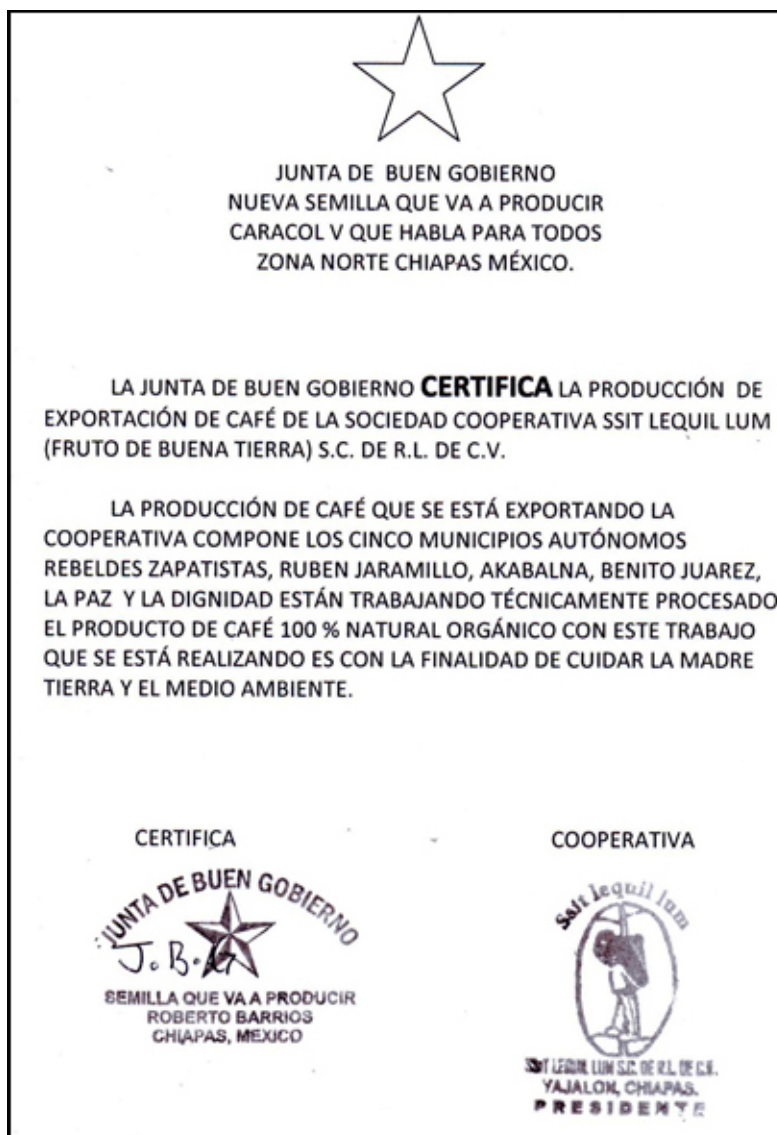 JUNTA DE BUEN GOBIERNO
NUEVA SEMILLA QUE VA A PRODUCIR
CARACOL V QUE HABLA PARA TODOS
ZONA NORTE CHIAPAS MÉXICO.
LA JUNTA DE BUEN GOBIERNO CERTIFICA LA PRODUCCIÓN DE
EXPORTACIÓN DE CAFÉ DE LA SOCIEDAD COOPERATIVA SSIT LEQUIL LUM
(FRUTO DE BUENA TIERRA) S.C. DE R.L. DE C.V.
LA PRODUCCIÓN DE CAFÉ QUE SE ESTÁ EXPORTANDO LA
COOPERATIVA COMPONE LOS CINCO MUNICIPIOS AUTÓNOMOS
REBELDES ZAPATISTAS, RUBEN JARAMILLO, AKABALNA, BENITO JUAREZ,
LA PAZ Y LA DIGNIDAD ESTÁN TRABAJANDO TÉCNICAMENTE PROCESADO
EL PRODUCTO DE CAFÉ 100 % NATURAL ORGÁNICO CON ESTE TRABAJO
QUE SE ESTÁ REALIZANDO ES CON LA FINALIDAD DE CUIDAR LA MADRE
TIERRA Y EL MEDIO AMBIENTE.
CERTIFICA
JUNTA DE BUEN GOBIERNO
J.B.G
SEMILLA QUE VA A PRODUCIR
ROBERTO BARRIOS
CHIAPAS, MEXICO
COOPERATIVA
Ssit lequil lum
SSIT LEQUIL LUM S.C. DE R.L. DE C.V.
YAJALON, CHIAPAS.
PRESIDENTE